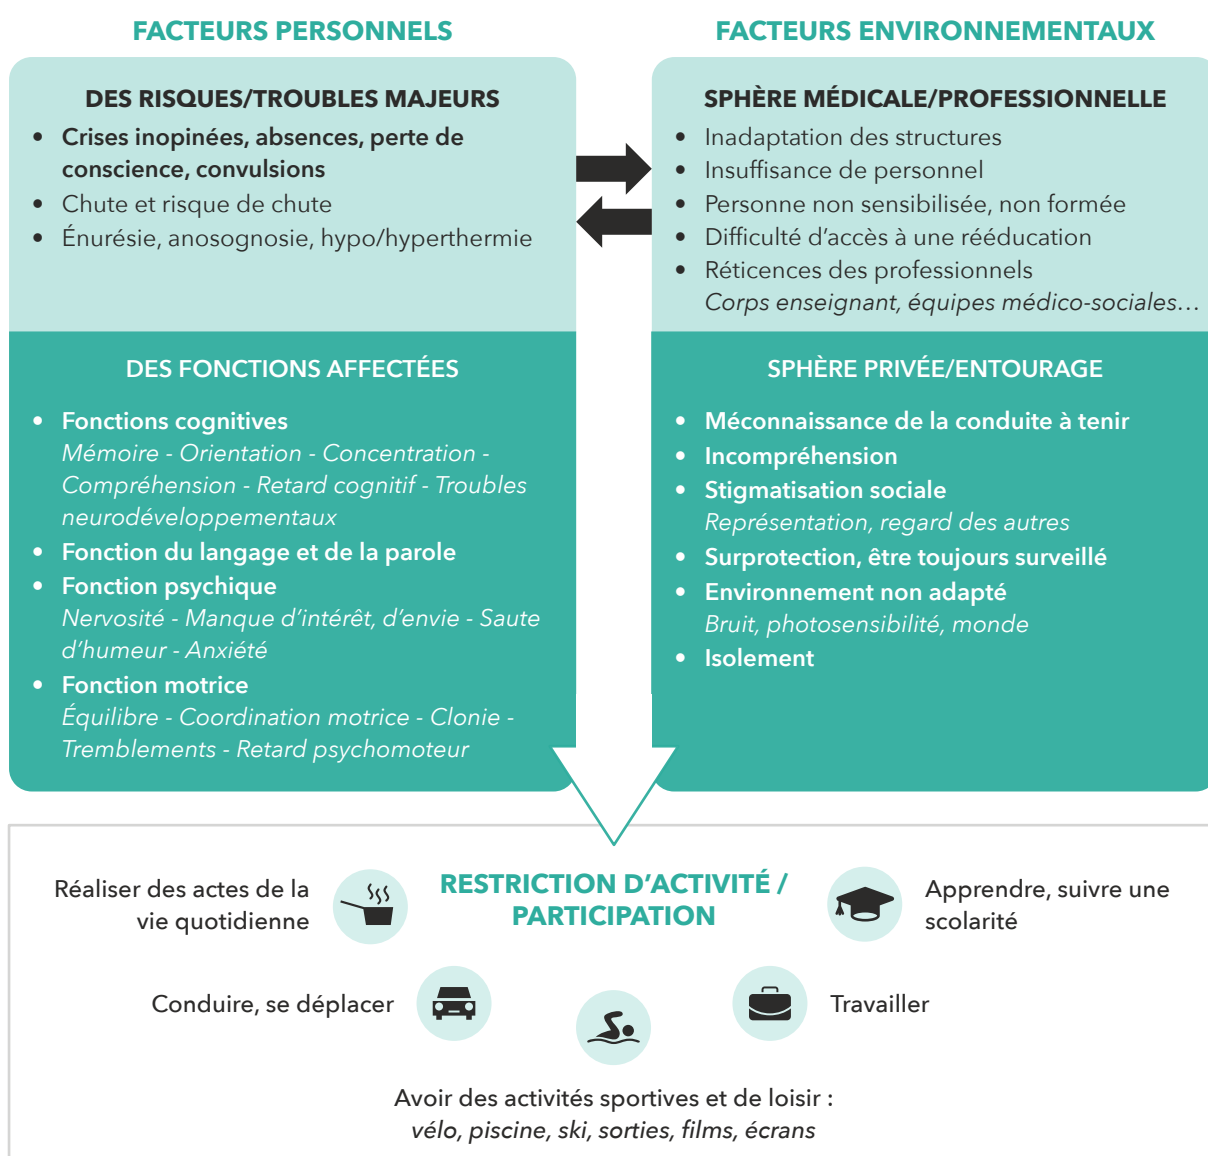 FACTEURS PERSONNELS
DES RISQUES/TROUBLES MAJEURS
• Crises inopinées, absences, perte de
conscience, convulsions
• Chute et risque de chute
• Énurésie, anosognosie, hypo/hyperthermie
DES FONCTIONS AFFECTÉES
• Fonctions cognitives
Mémoire - Orientation - Concentration -
Compréhension - Retard cognitif - Troubles
neurodéveloppementaux
• Fonction du langage et de la parole
• Fonction psychique
Nervosité - Manque d’intérêt, d’envie - Saute
d’humeur - Anxiété
• Fonction motrice
Équilibre - Coordination motrice - Clonie -
Tremblements - Retard psychomoteur
FACTEURS ENVIRONNEMENTAUX
SPHÈRE MÉDICALE/PROFESSIONNELLE
• Inadaptation des structures
• Insuffisance de personnel
• Personne non sensibilisée, non formée
• Difficulté d’accès à une rééducation
• Réticences des professionnels
Corps enseignant, équipes médico-sociales…
SPHÈRE PRIVÉE/ENTOURAGE
• Méconnaissance de la conduite à tenir
• Incompréhension
• Stigmatisation sociale
Représentation, regard des autres
• Surprotection, être toujours surveillé
• Environnement non adapté
Bruit, photosensibilité, monde
• Isolement
RESTRICTION D’ACTIVITÉ /
PARTICIPATION
Réaliser des actes de la
vie quotidienne
Apprendre, suivre une
scolarité
Conduire, se déplacer
Travailler
Avoir des activités sportives et de loisir :
vélo, piscine, ski, sorties, films, écrans